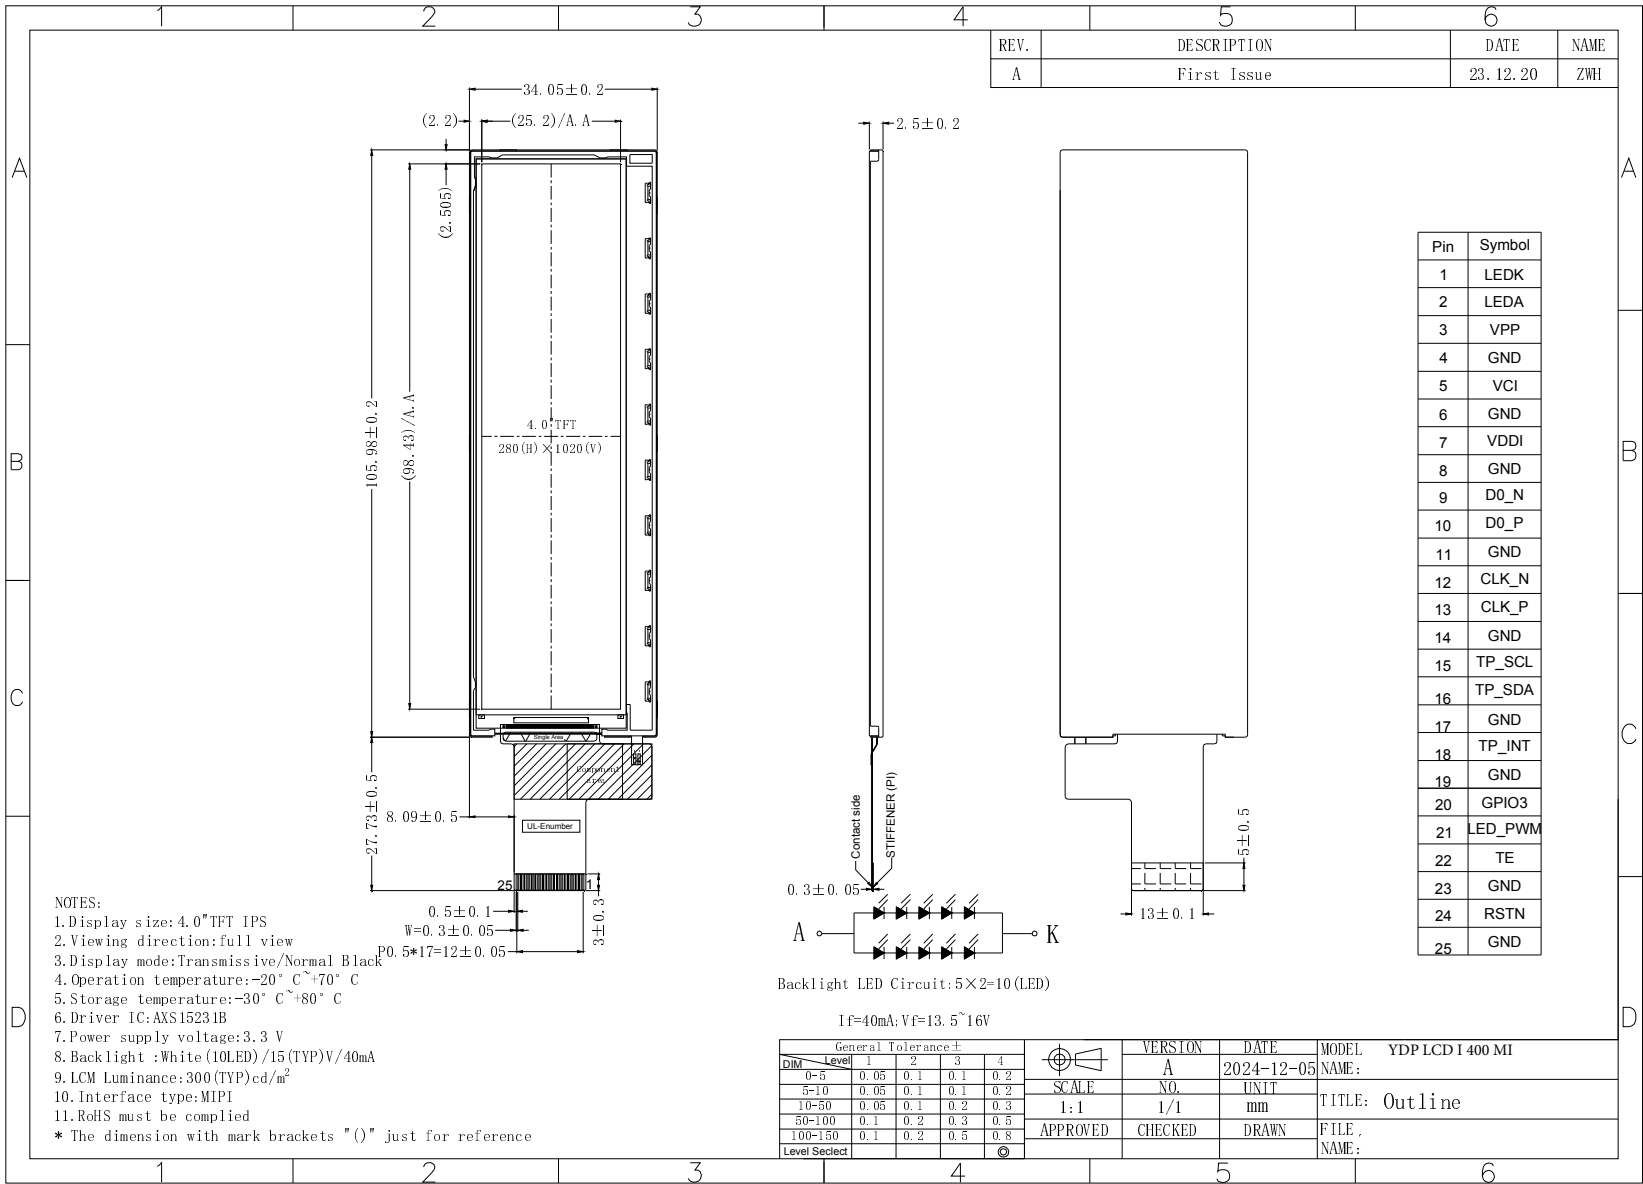 1 2 3 4 5 6
REV. DESCRIPTION DATE NAME
A First Issue 23.12.20 ZWH
34.05±0.2
(2.2) (25.2)/A.A
2.5±0.2
A A
(2.505)
105.98±0.2
(98.43)/A.A
4.0"TFT
280(H)×1020(V)
B B
C C
Single Area
Component
area
27.73±0.5
8.09±0.5
UL-Enumber
25 1
0.5±0.1
W=0.3±0.05
P0.5*17=12±0.05
3±0.3
Contact side
STIFFENER(PI)
0.3±0.05
5±0.5
13±0.1
A K
Backlight LED Circuit:5×2=10(LED)
If=40mA;Vf=13.5~16V
Pin Symbol
1 LEDK
2 LEDA
3 VPP
4 GND
5 VCI
6 GND
7 VDDI
8 GND
9 D0_N
10 D0_P
11 GND
12 CLK_N
13 CLK_P
14 GND
15 TP_SCL
16 TP_SDA
17 GND
18 TP_INT
19 GND
20 GPIO3
21 LED_PWM
22 TE
23 GND
24 RSTN
25 GND
NOTES:
1.Display size:4.0"TFT IPS
2.Viewing direction:full view
3.Display mode:Transmissive/Normal Black
4.Operation temperature:-20°C~+70°C
5.Storage temperature:-30°C~+80°C
6.Driver IC:AXS15231B
7.Power supply voltage:3.3 V
8.Backlight :White(10LED)/15(TYP)V/40mA
9.LCM Luminance:300(TYP)cd/m²
10.Interface type:MIPI
11.RoHS must be complied
* The dimension with mark brackets "()" just for reference
D D
General Tolerance±
DIM Level 1 2 3 4
0-5 0.05 0.1 0.1 0.2
5-10 0.05 0.1 0.1 0.2
10-50 0.05 0.1 0.2 0.3
50-100 0.1 0.2 0.3 0.5
100-150 0.1 0.2 0.5 0.8
Level Seclect ◎
VERSION DATE
A 2024-12-05
SCALE NO. UNIT
1:1 1/1 mm
APPROVED CHECKED DRAWN
MODEL NAME: YDP LCD I 400 MI
TITLE: Outline
FILE, NAME:
1 2 3 4 5 6